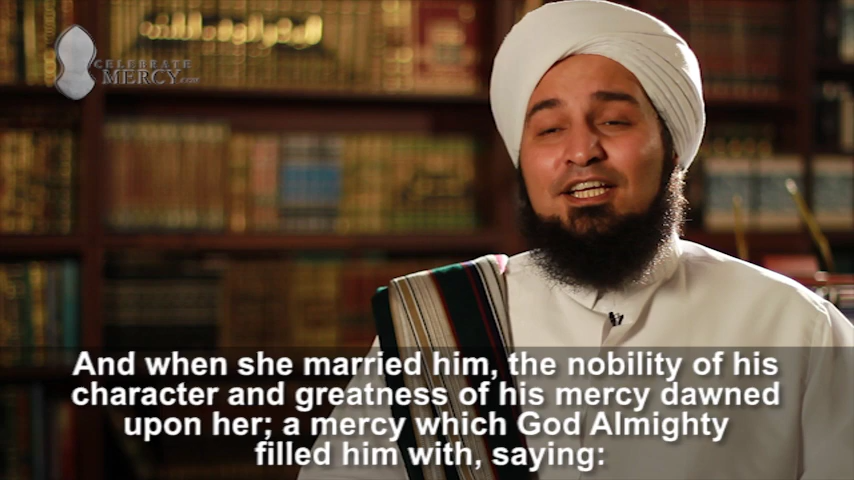 CELEBRATE
MERCY.com
And when she married him, the nobility of his
character and greatness of his mercy dawned
upon her; a mercy which God Almighty
filled him with, saying: